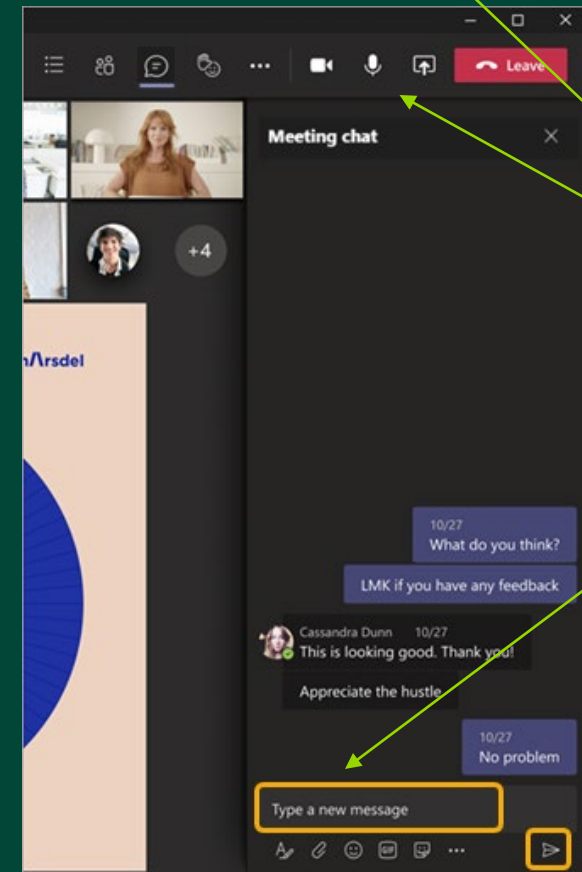 Leave
Meeting chat
+4
10/27
What do you think?
LMK if you have any feedback
Cassandra Dunn 10/27
This is looking good. Thank you!
Appreciate the hustle
10/27
No problem
Type a new message
GIF